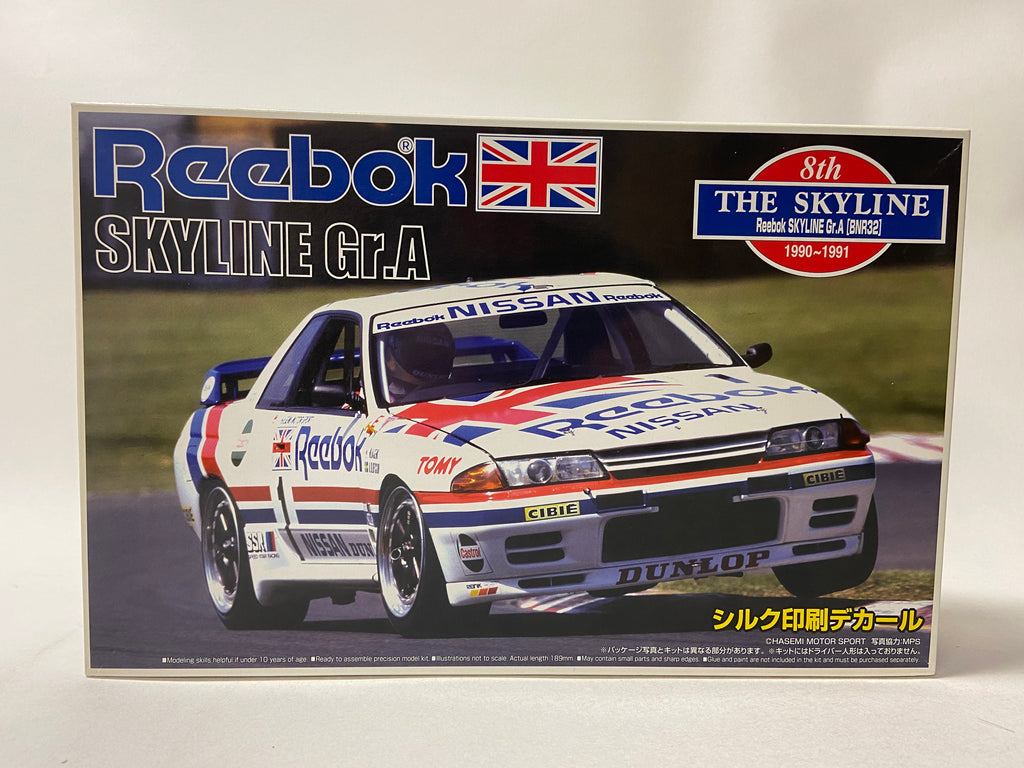 Reebok®
SKYLINE Gr.A
8th
THE SKYLINE
Reebok SKYLINE Gr.A [BNR32]
1990~1991
Reebok NISSAN Reebok
Reebok
NISSAN
Reebok
TOMY
CIBIE
CIBIE
Castrol
NISSAN DUN
DUNLOP
シルク印刷デカール
©HASEMI MOTOR SPORT 写真協力:MPS
※パッケージ写真とキットは異なる部分があります。※キットにはドライバー人形は入っておりません。
■Modeling skills helpful if under 10 years of age. ■Ready to assemble precision model kit. ■Illustrations not to scale. Actual length 189mm ■May contain small parts and sharp edges. ■Glue and paint are not included in the kit and must be purchased separately.